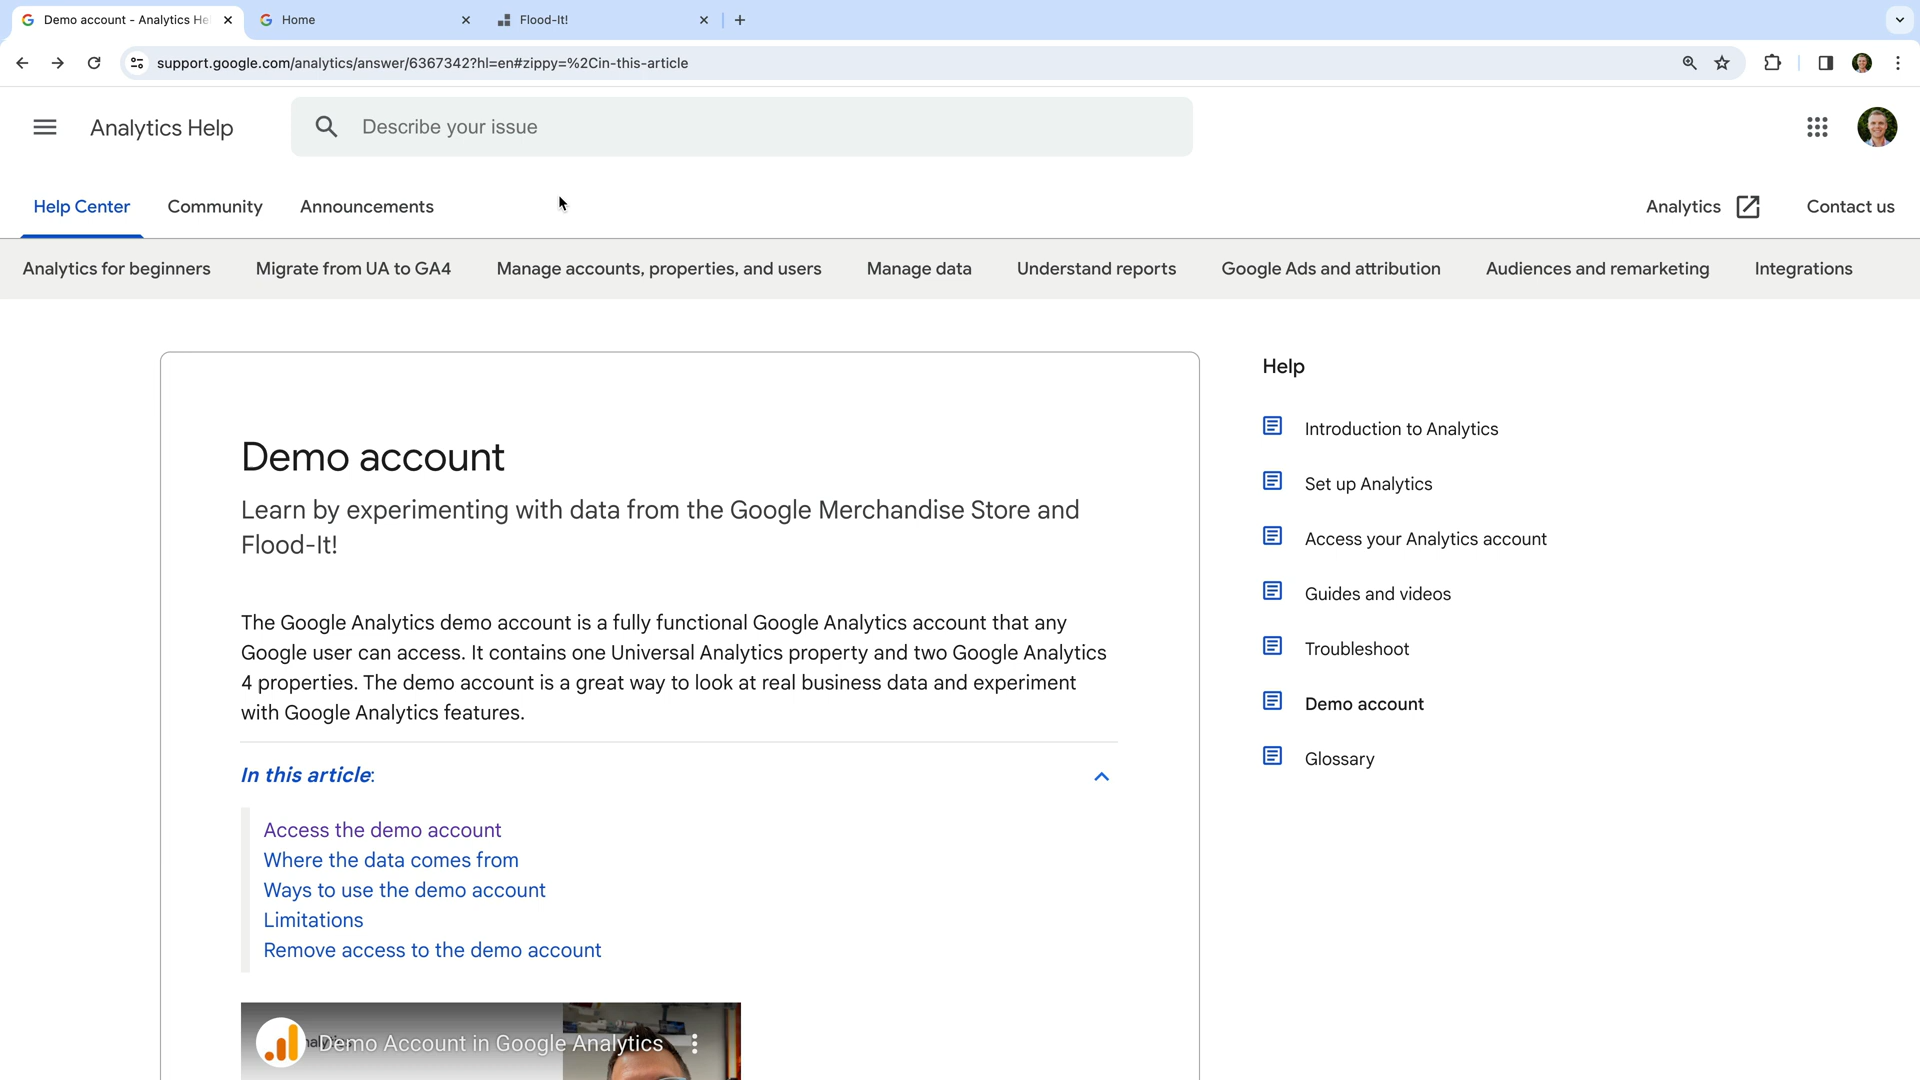 Demo account - Analytics He
Home
Flood-It!
support.google.com/analytics/answer/6367342?hl=en#zippy=%2Cin-this-article
Analytics Help
Describe your issue
Help Center
Community
Announcements
Analytics
Contact us
Analytics for beginners
Migrate from UA to GA4
Manage accounts, properties, and users
Manage data
Understand reports
Google Ads and attribution
Audiences and remarketing
Integrations
Demo account
Learn by experimenting with data from the Google Merchandise Store and
Flood-It!
The Google Analytics demo account is a fully functional Google Analytics account that any
Google user can access. It contains one Universal Analytics property and two Google Analytics
4 properties. The demo account is a great way to look at real business data and experiment
with Google Analytics features.
In this article:
Access the demo account
Where the data comes from
Ways to use the demo account
Limitations
Remove access to the demo account
Demo Account in Google Analytics
Help
Introduction to Analytics
Set up Analytics
Access your Analytics account
Guides and videos
Troubleshoot
Demo account
Glossary